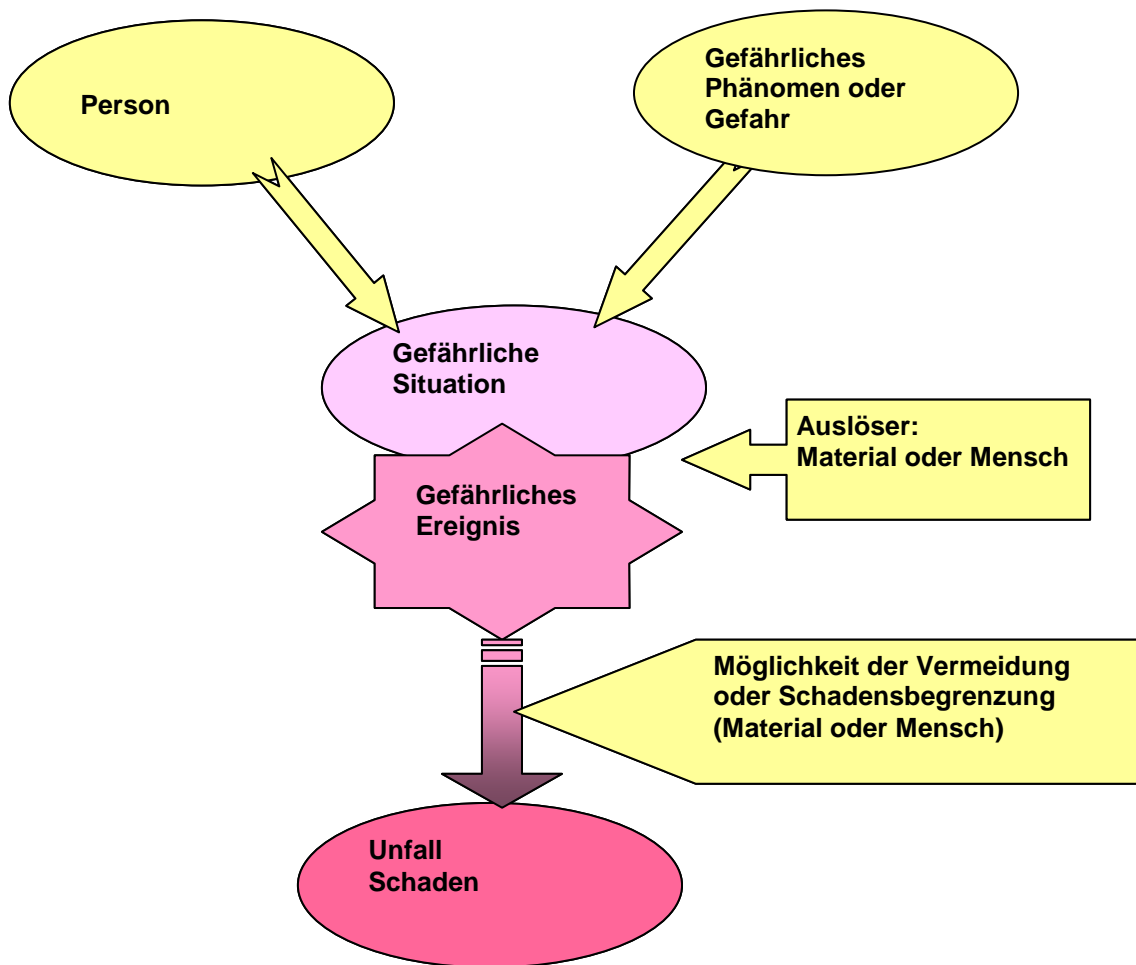 Person
Gefährliches
Phänomen oder
Gefahr
Gefährliche
Situation
Auslöser:
Material oder Mensch
Gefährliches
Ereignis
Möglichkeit der Vermeidung
oder Schadensbegrenzung
(Material oder Mensch)
Unfall
Schaden